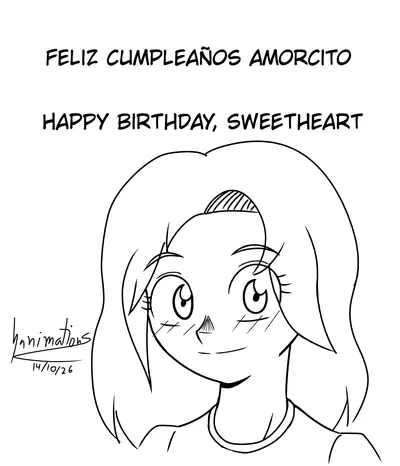 FELIZ CUMPLEAÑOS AMORCITO
HAPPY BIRTHDAY, SWEETHEART
hanimations
14/10/26